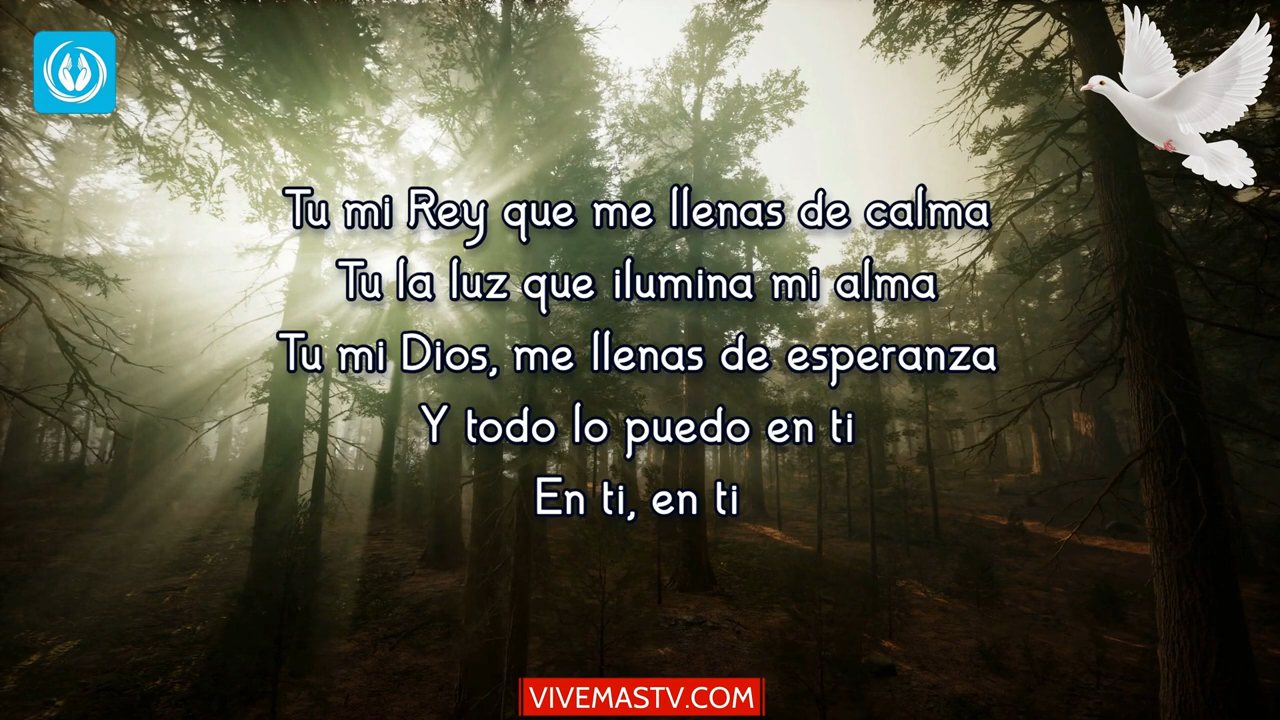 Tu mi Rey que me llenas de calma
Tu la luz que ilumina mi alma
Tu mi Dios, me llenas de esperanza
Y todo lo puedo en ti
En ti, en ti
VIVEMASTV.COM